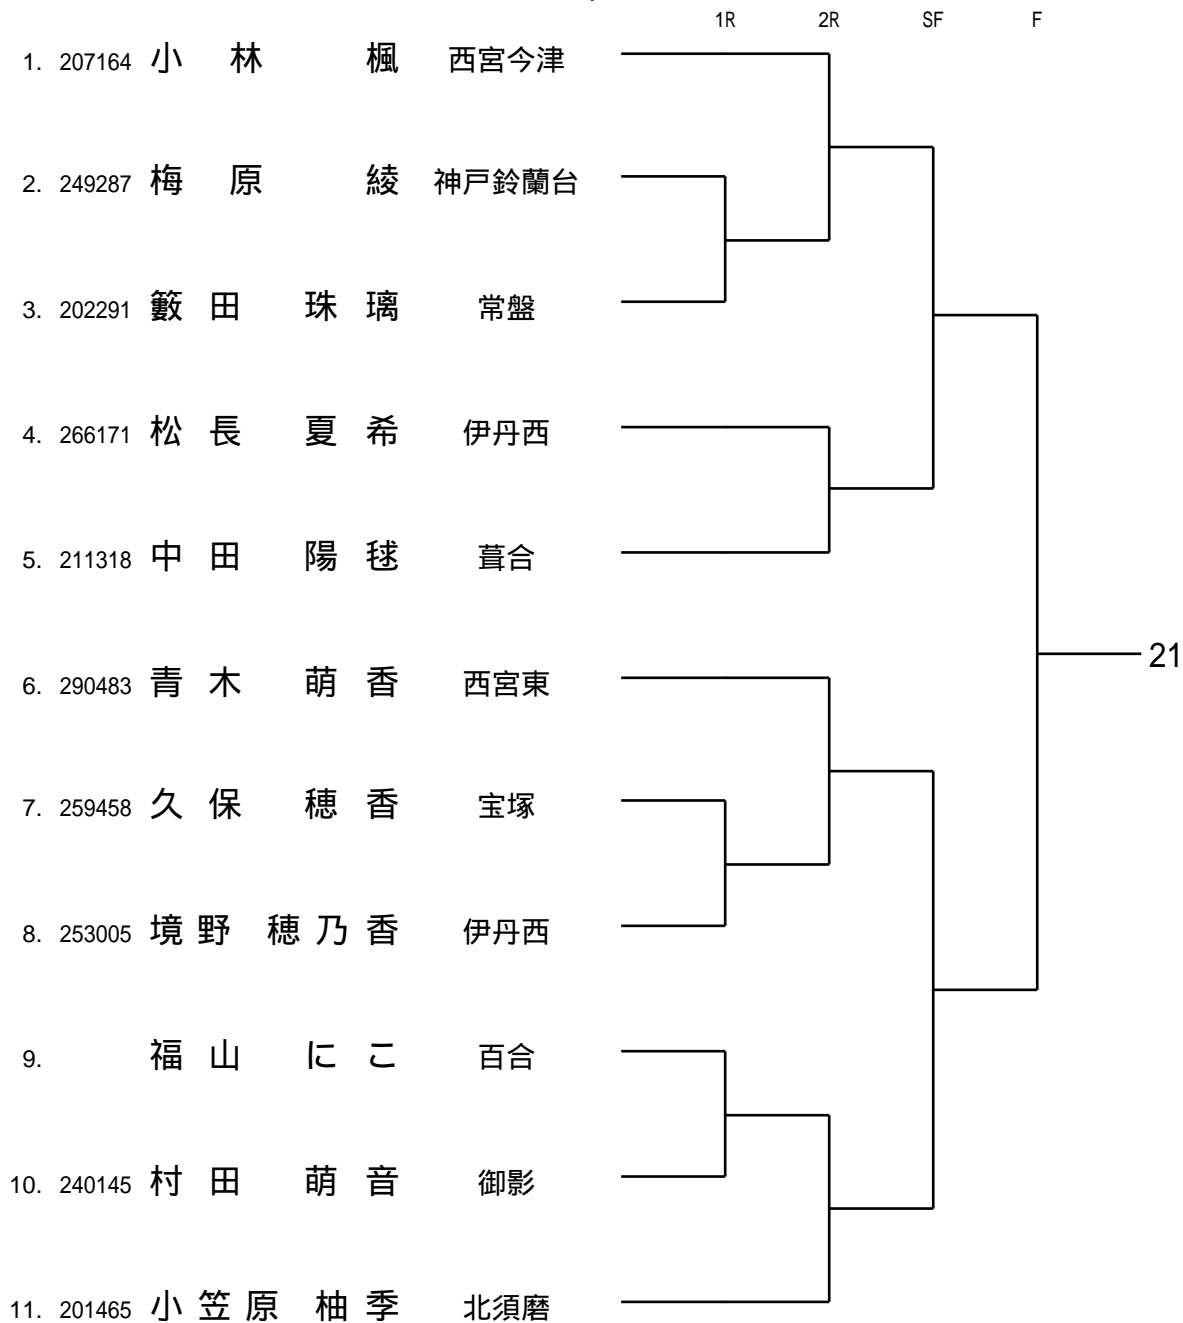 1R 2R SF F
1. 207164 小 林 楓 西宮今津
2. 249287 梅 原 綾 神戸鈴蘭台
3. 202291 籔 田 珠 璃 常盤
4. 266171 松 長 夏 希 伊丹西
5. 211318 中 田 陽 毬 葺合
21
6. 290483 青 木 萌 香 西宮東
7. 259458 久 保 穂 香 宝塚
8. 253005 境 野 穂 乃 香 伊丹西
9. 福 山 に こ 百合
10. 240145 村 田 萌 音 御影
11. 201465 小 笠 原 柚 季 北須磨